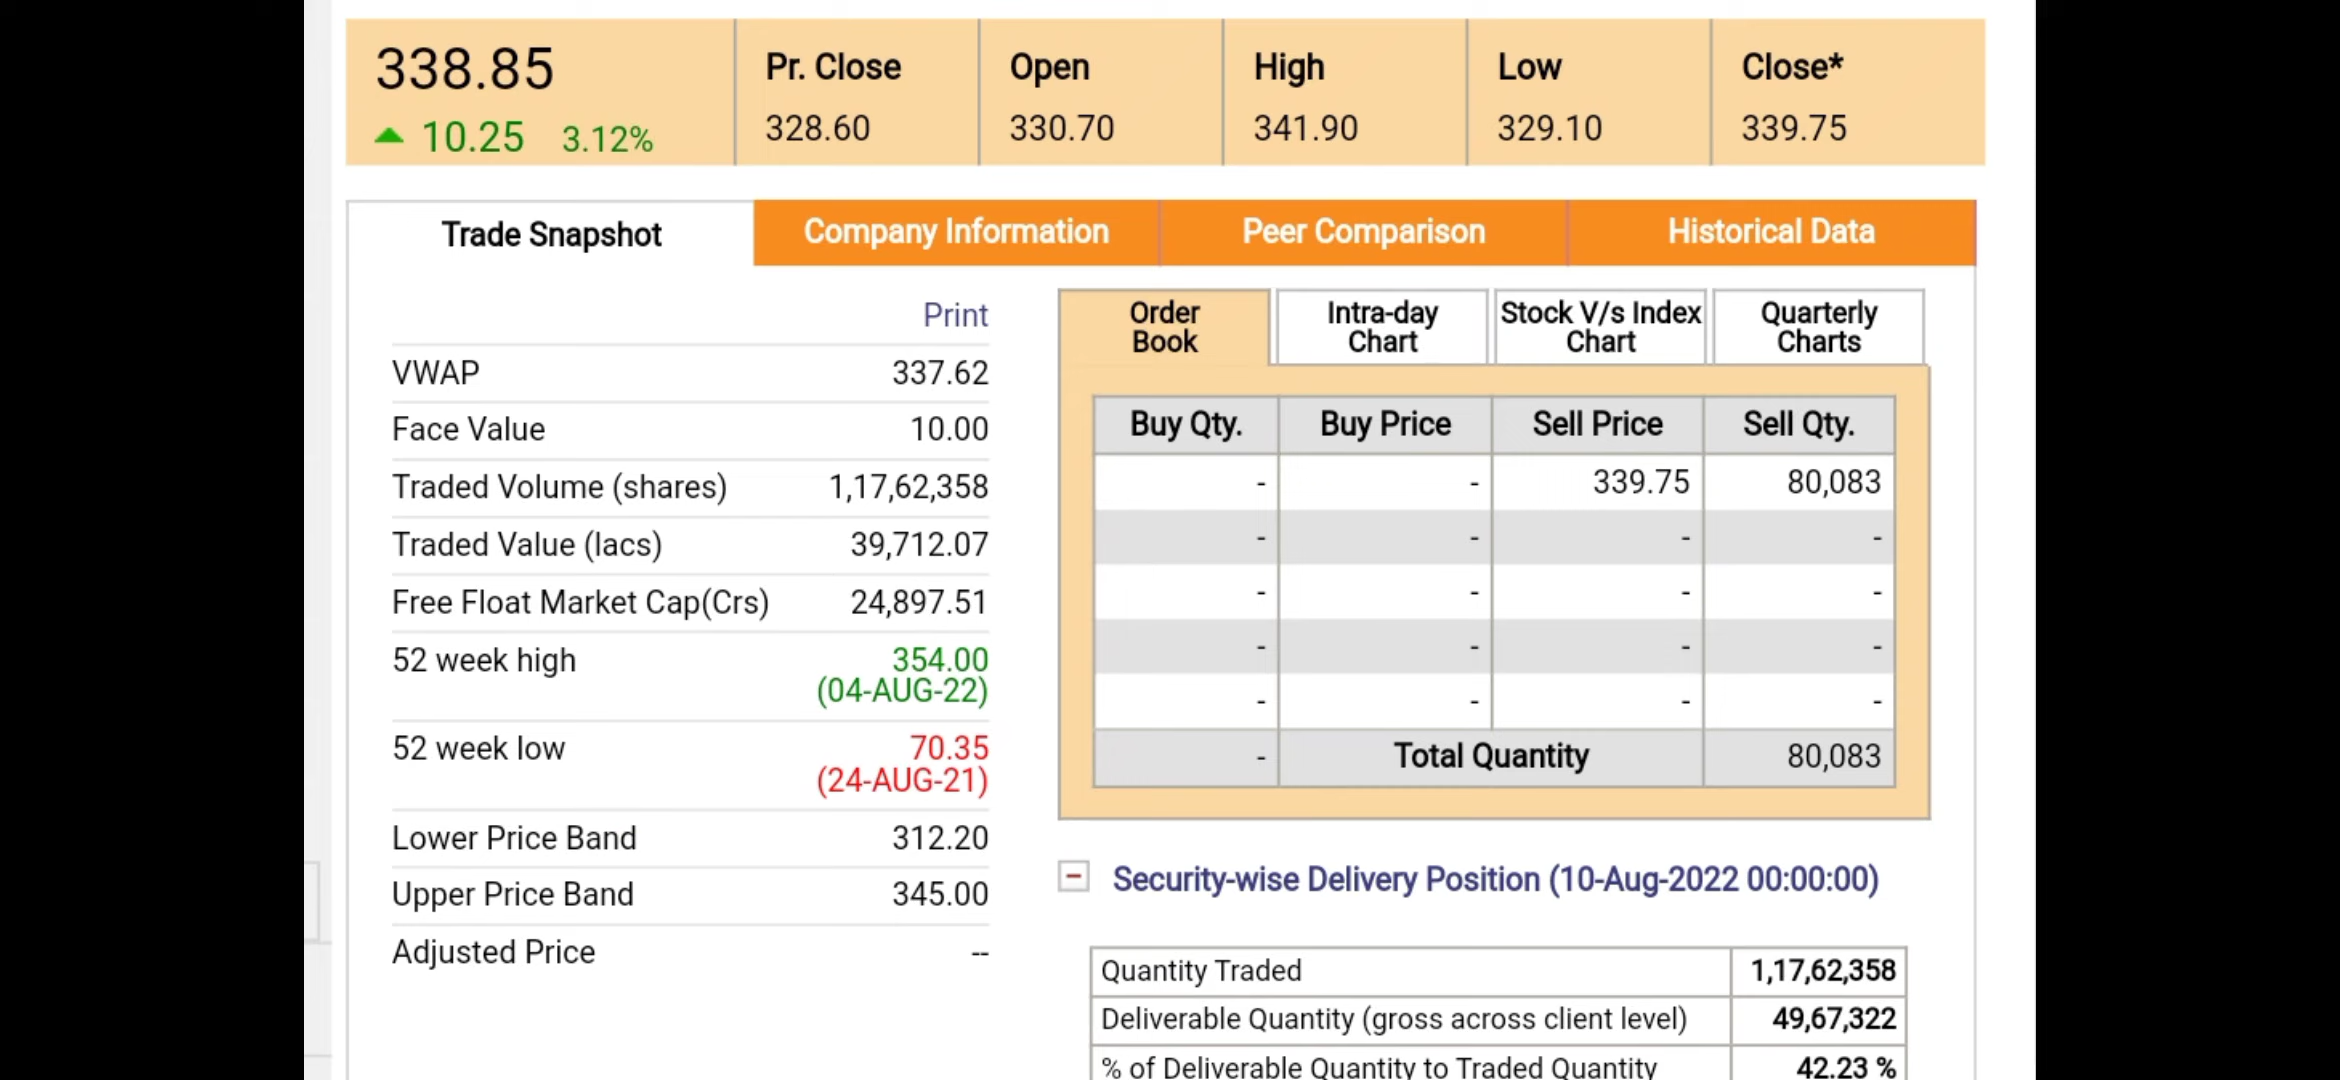 338.85
10.25 3.12%
Pr. Close
328.60
Open
330.70
High
341.90
Low
329.10
Close*
339.75
Trade Snapshot
Company Information
Peer Comparison
Historical Data
Print
VWAP 337.62
Face Value 10.00
Traded Volume (shares) 1,17,62,358
Traded Value (lacs) 39,712.07
Free Float Market Cap(Crs) 24,897.51
52 week high 354.00
(04-AUG-22)
52 week low 70.35
(24-AUG-21)
Lower Price Band 312.20
Upper Price Band 345.00
Adjusted Price --
Order
Book
Intra-day
Chart
Stock V/s Index
Chart
Quarterly
Charts
Buy Qty. Buy Price Sell Price Sell Qty.
- - 339.75 80,083
- - - -
- - - -
- - - -
- - - -
- Total Quantity 80,083
Security-wise Delivery Position (10-Aug-2022 00:00:00)
Quantity Traded 1,17,62,358
Deliverable Quantity (gross across client level) 49,67,322
% of Deliverable Quantity to Traded Quantity 42.23 %